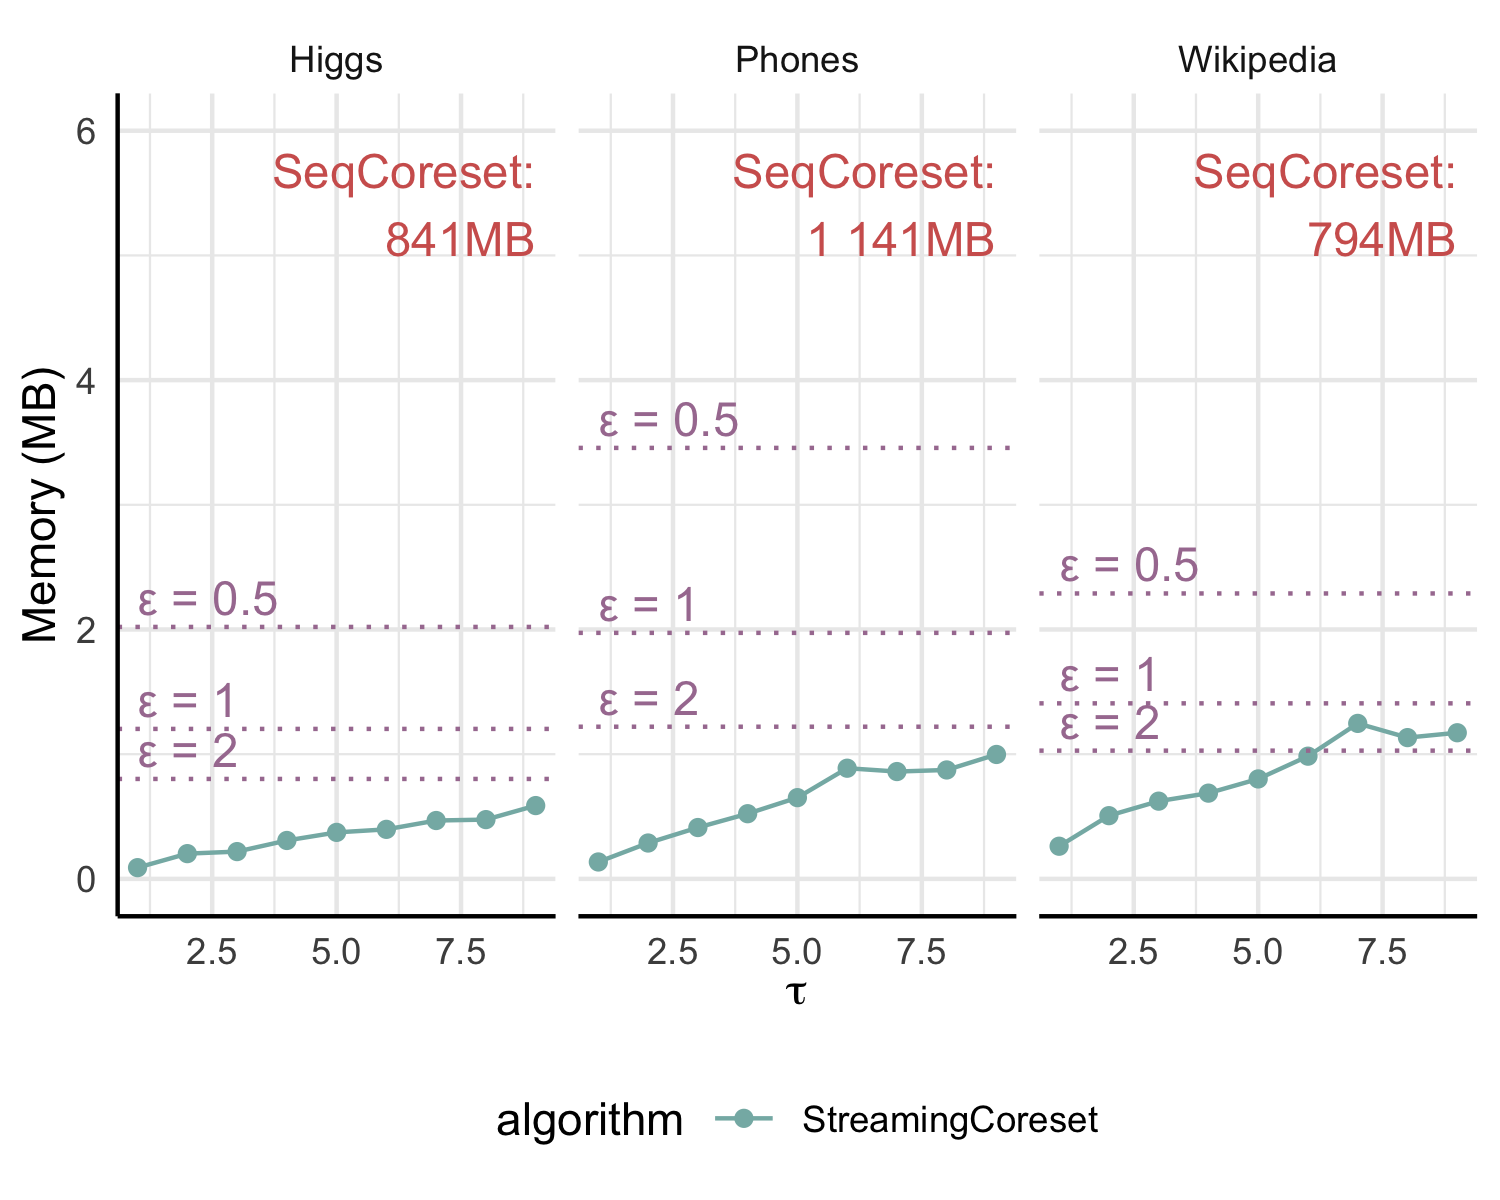 Higgs
Phones
Wikipedia
Memory (MB)
6
4
2
0
SeqCoreset:
841MB
ε = 0.5
ε = 1
ε = 2
SeqCoreset:
1 141MB
ε = 0.5
ε = 1
ε = 2
SeqCoreset:
794MB
ε = 0.5
ε = 1
ε = 2
2.5 5.0 7.5
2.5 5.0 7.5
2.5 5.0 7.5
τ
algorithm StreamingCoreset